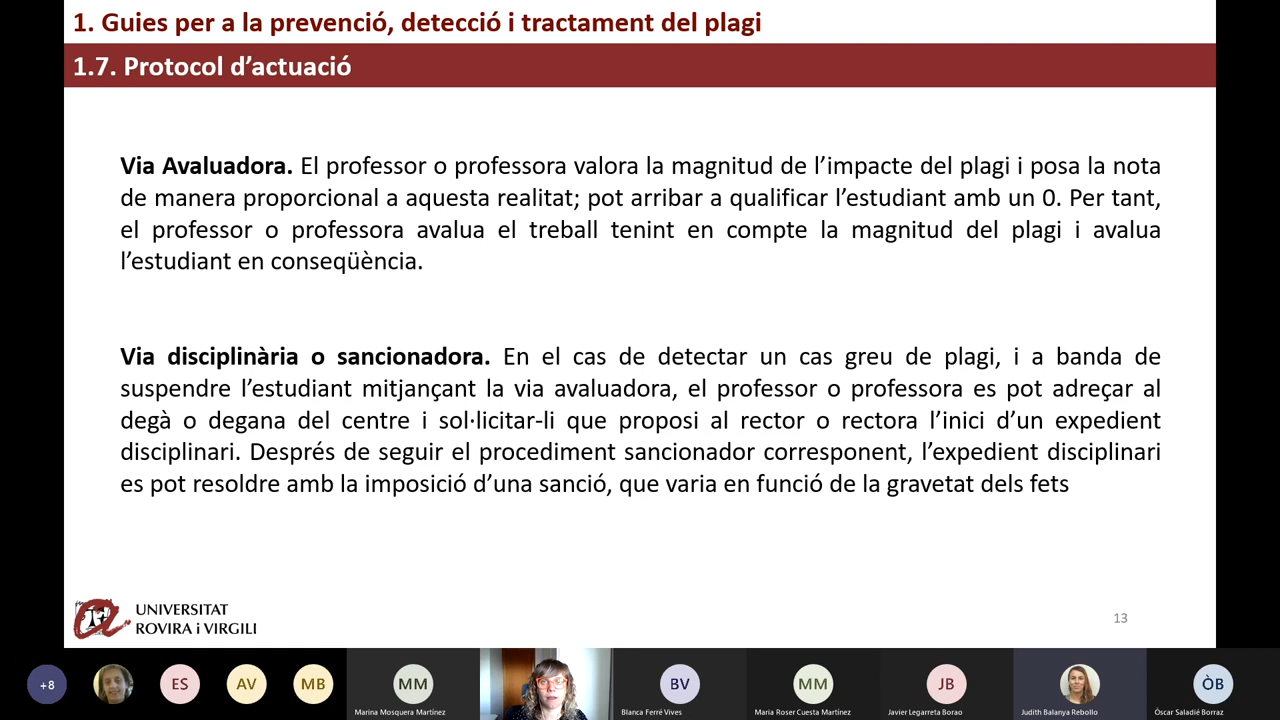 1. Guies per a la prevenció, detecció i tractament del plagi
1.7. Protocol d’actuació
Via Avaluadora. El professor o professora valora la magnitud de l’impacte del plagi i posa la nota
de manera proporcional a aquesta realitat; pot arribar a qualificar l’estudiant amb un 0. Per tant,
el professor o professora avalua el treball tenint en compte la magnitud del plagi i avalua
l’estudiant en conseqüència.
Via disciplinària o sancionadora. En el cas de detectar un cas greu de plagi, i a banda de
suspendre l’estudiant mitjançant la via avaluadora, el professor o professora es pot adreçar al
degà o degana del centre i sol·licitar-li que proposi al rector o rectora l’inici d’un expedient
disciplinari. Després de seguir el procediment sancionador corresponent, l’expedient disciplinari
es pot resoldre amb la imposició d’una sanció, que varia en funció de la gravetat dels fets
UNIVERSITAT
ROVIRA i VIRGILI
13
+8
ES
AV
MB
MM
BV
MM
JB
ÒB
Marina Mosquera Martínez
Blanca Ferré Vives
Maria Roser Cuesta Martínez
Javier Legarreta Borao
Judith Balanya Rebollo
Òscar Saladié Borraz